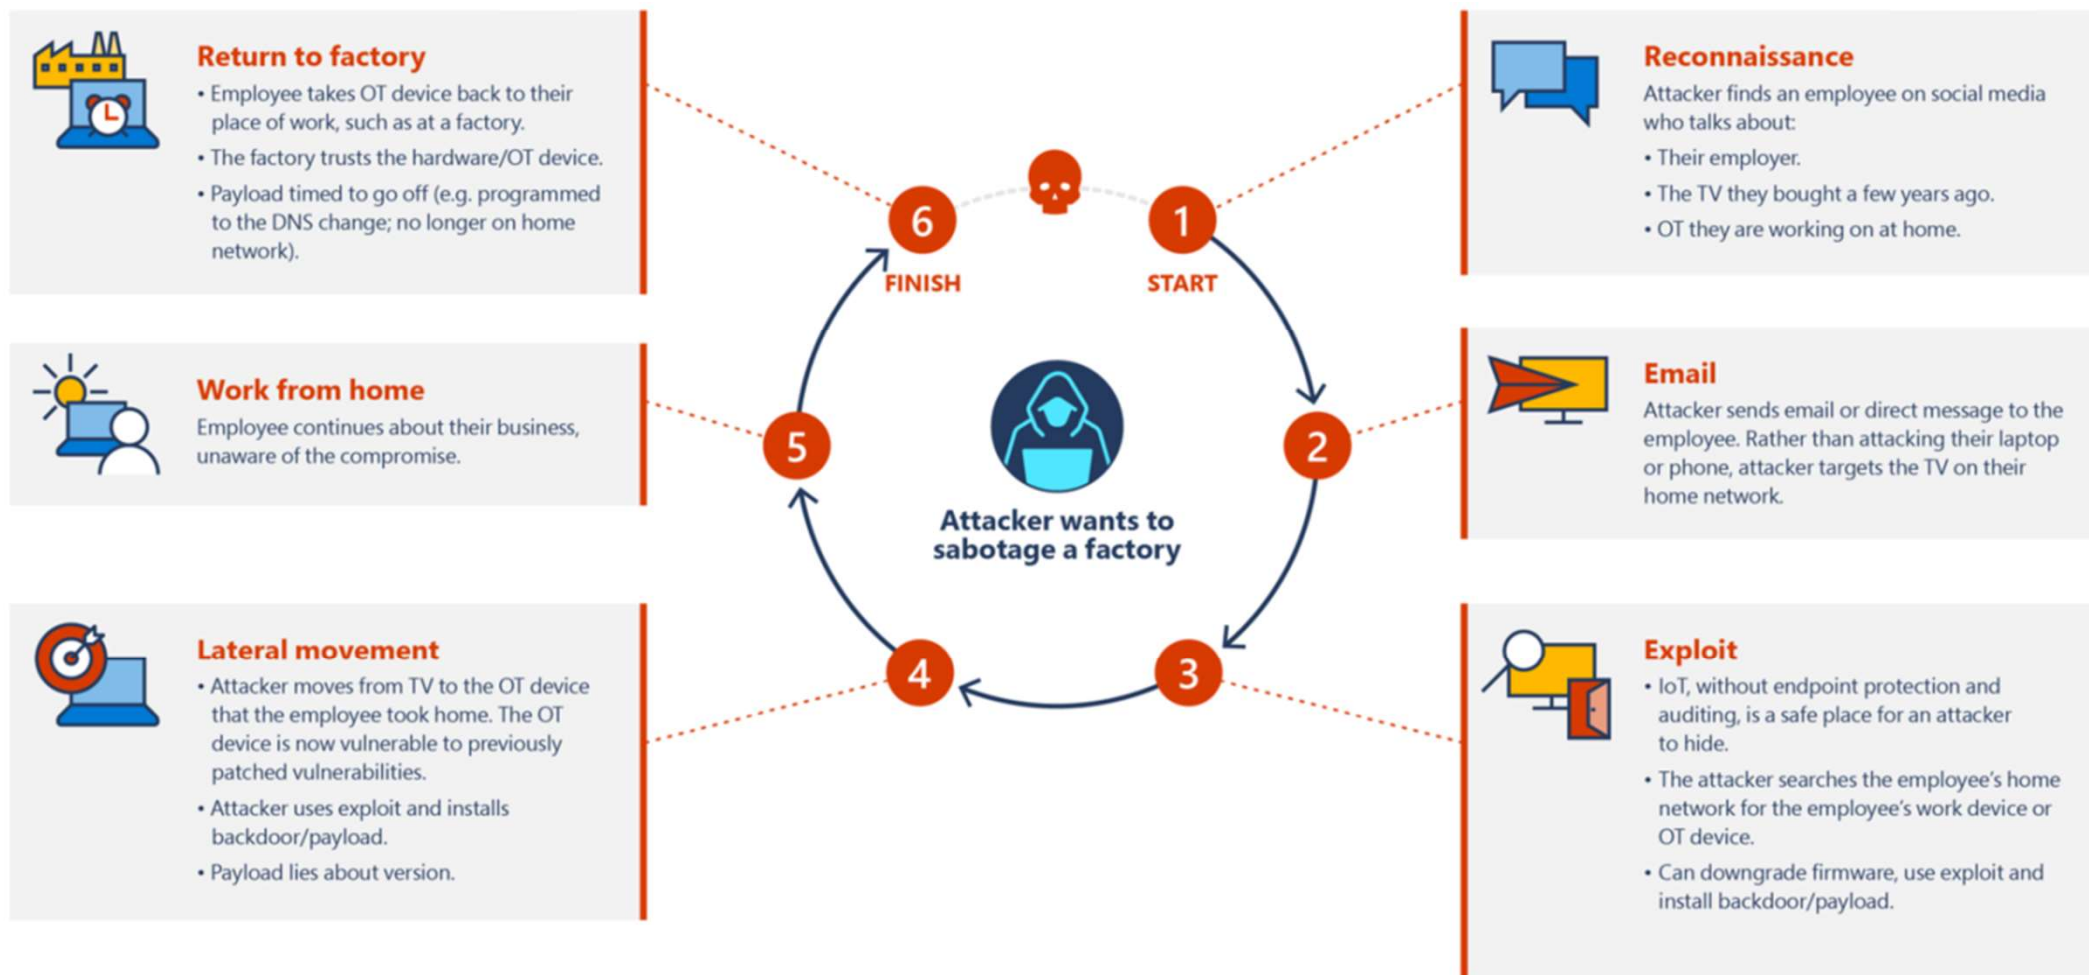 Return to factory
• Employee takes OT device back to their
place of work, such as at a factory.
• The factory trusts the hardware/OT device.
• Payload timed to go off (e.g. programmed
to the DNS change; no longer on home
network).
Work from home
Employee continues about their business,
unaware of the compromise.
Lateral movement
• Attacker moves from TV to the OT device
that the employee took home. The OT
device is now vulnerable to previously
patched vulnerabilities.
• Attacker uses exploit and installs
backdoor/payload.
• Payload lies about version.
6
FINISH
1
START
5
2
Attacker wants to
sabotage a factory
4
3
Reconnaissance
Attacker finds an employee on social media
who talks about:
• Their employer.
• The TV they bought a few years ago.
• OT they are working on at home.
Email
Attacker sends email or direct message to the
employee. Rather than attacking their laptop
or phone, attacker targets the TV on their
home network.
Exploit
• IoT, without endpoint protection and
auditing, is a safe place for an attacker
to hide.
• The attacker searches the employee's home
network for the employee's work device or
OT device.
• Can downgrade firmware, use exploit and
install backdoor/payload.